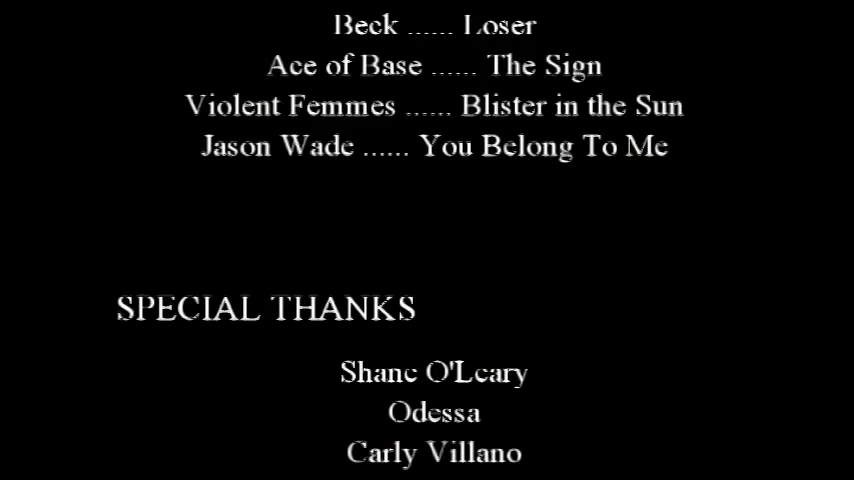 Beck ...... Loser
Ace of Base ...... The Sign
Violent Femmes ...... Blister in the Sun
Jason Wade ...... You Belong To Me
SPECIAL THANKS
Shane O'Leary
Odessa
Carly Villano